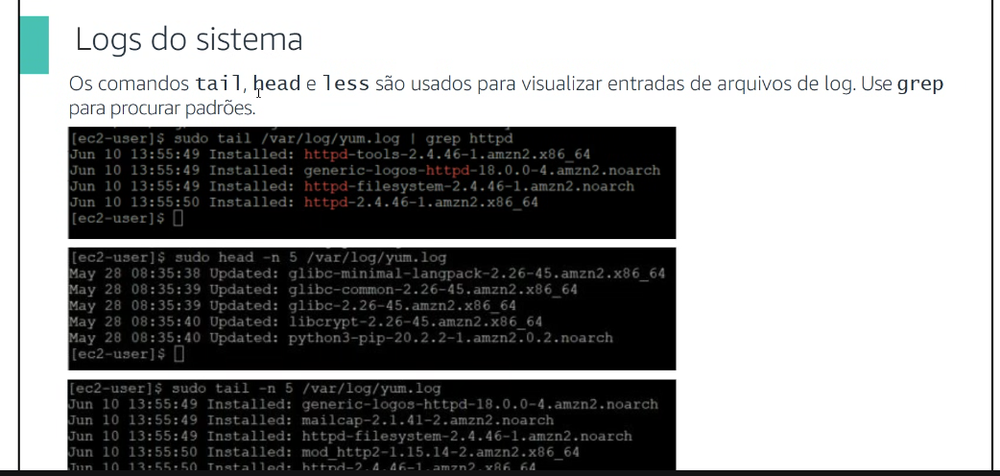 Logs do sistema
Os comandos tail, head e less são usados para visualizar entradas de arquivos de log. Use grep
para procurar padrões.
[ec2-user]$ sudo tail /var/log/yum.log | grep httpd
Jun 10 13:55:49 Installed: httpd-tools-2.4.46-1.amzn2.x86_64
Jun 10 13:55:49 Installed: generic-logos-httpd-18.0.0-4.amzn2.noarch
Jun 10 13:55:49 Installed: httpd-filesystem-2.4.46-1.amzn2.noarch
Jun 10 13:55:50 Installed: httpd-2.4.46-1.amzn2.x86_64
[ec2-user]$
[ec2-user]$ sudo head -n 5 /var/log/yum.log
May 28 08:35:38 Updated: glibc-minimal-langpack-2.26-45.amzn2.x86_64
May 28 08:35:39 Updated: glibc-common-2.26-45.amzn2.x86_64
May 28 08:35:39 Updated: glibc-2.26-45.amzn2.x86_64
May 28 08:35:40 Updated: libcrypt-2.26-45.amzn2.x86_64
May 28 08:35:40 Updated: python3-pip-20.2.2-1.amzn2.0.2.noarch
[ec2-user]$
[ec2-user]$ sudo tail -n 5 /var/log/yum.log
Jun 10 13:55:49 Installed: generic-logos-httpd-18.0.0-4.amzn2.noarch
Jun 10 13:55:49 Installed: mailcap-2.1.41-2.amzn2.noarch
Jun 10 13:55:49 Installed: httpd-filesystem-2.4.46-1.amzn2.noarch
Jun 10 13:55:50 Installed: mod_http2-1.15.14-2.amzn2.x86_64
Jun 10 13:55:50 Installed: httpd-2.4.46-1.amzn2.x86_64